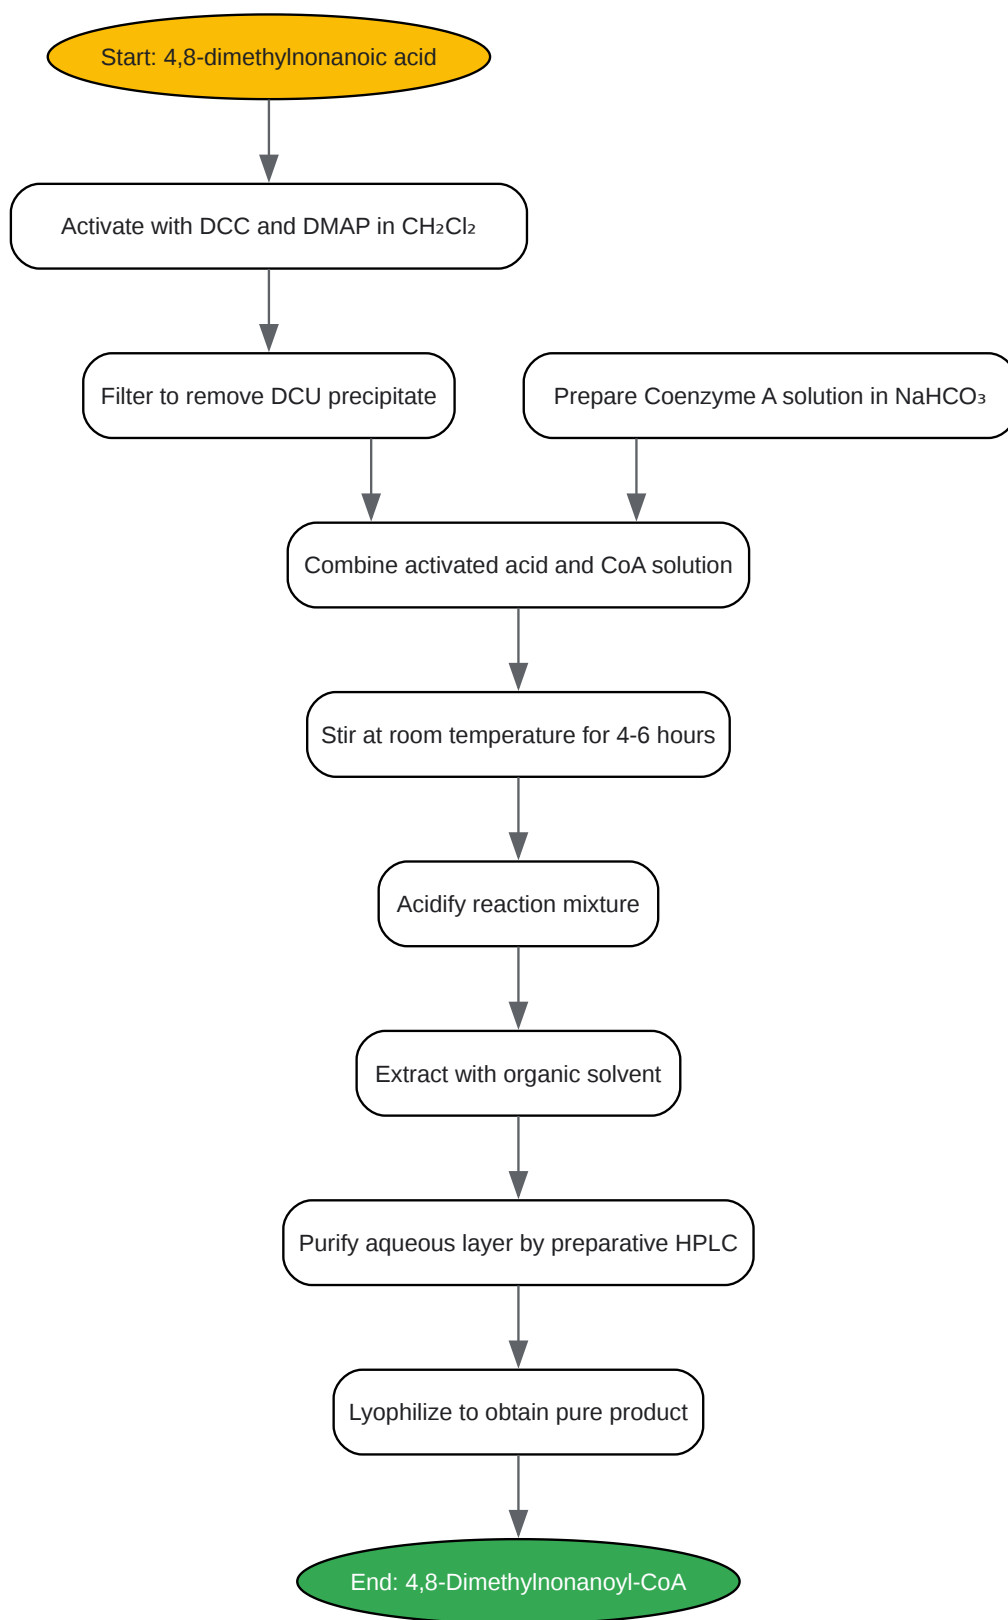 Start: 4,8-dimethylnonanoic acid
Activate with DCC and DMAP in CH₂Cl₂
Filter to remove DCU precipitate
Prepare Coenzyme A solution in NaHCO₃
Combine activated acid and CoA solution
Stir at room temperature for 4-6 hours
Acidify reaction mixture
Extract with organic solvent
Purify aqueous layer by preparative HPLC
Lyophilize to obtain pure product
End: 4,8-Dimethylnonanoyl-CoA